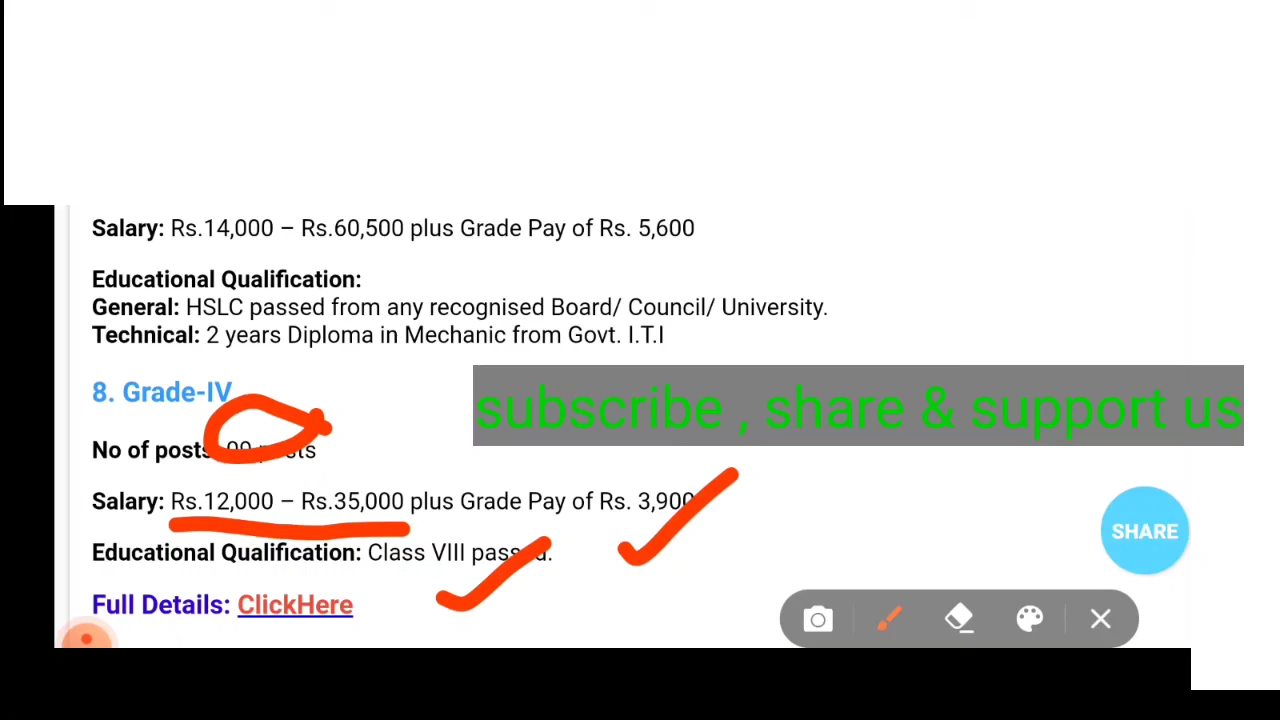 Salary: Rs.14,000 – Rs.60,500 plus Grade Pay of Rs. 5,600
Educational Qualification:
General: HSLC passed from any recognised Board/ Council/ University.
Technical: 2 years Diploma in Mechanic from Govt. I.T.I
8. Grade-IV
subscribe , share & support us
No of posts posts
Salary: Rs.12,000 – Rs.35,000 plus Grade Pay of Rs. 3,900
SHARE
Educational Qualification: Class VIII passed.
Full Details: ClickHere